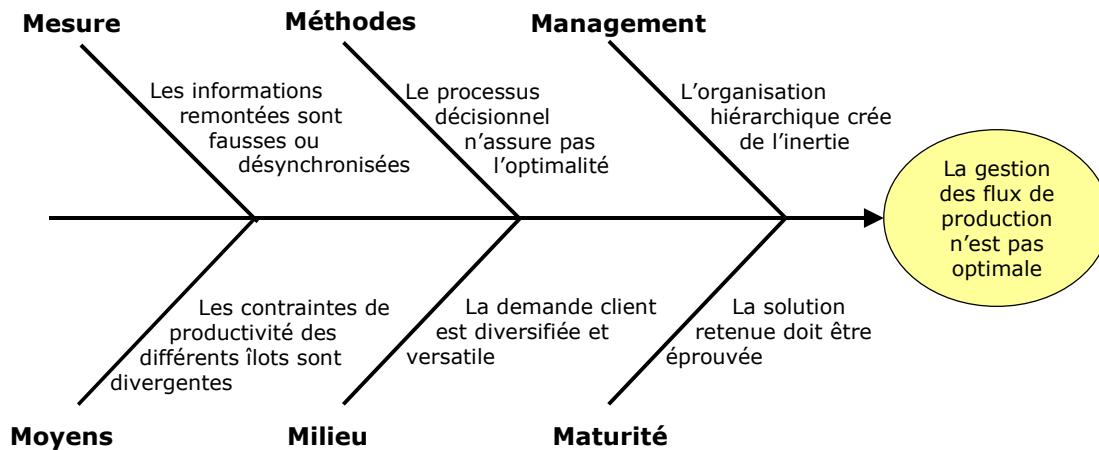 Mesure
Méthodes
Management
Les informations
remontées sont
fausses ou
désynchronisées
Le processus
décisionnel
n’assure pas
l’optimalité
L’organisation
hiérarchique crée
de l’inertie
La gestion
des flux de
production
n’est pas
optimale
Les contraintes de
productivité des
différents îlots sont
divergentes
La demande client
est diversifiée et
versatile
La solution
retenue doit être
éprouvée
Moyens
Milieu
Maturité